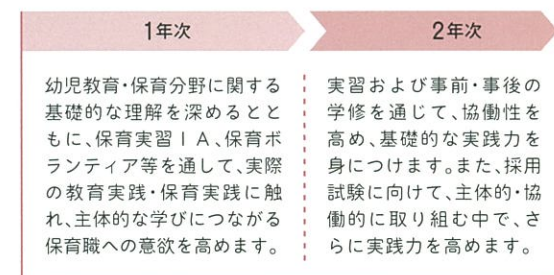 1年次
幼児教育・保育分野に関する
基礎的な理解を深めるとと
もに、保育実習ⅠA、保育ボ
ランティア等を通して、実際
の教育実践・保育実践に触
れ、主体的な学びにつながる
保育職への意欲を高めます。
2年次
実習および事前・事後の
学修を通じて、協働性を
高め、基礎的な実践力を
身につけます。また、採用
試験に向けて、主体的・協
働的に取り組む中で、さ
らに実践力を高めます。